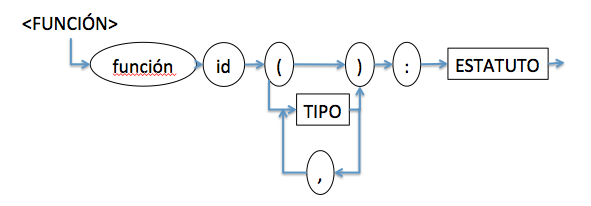 <FUNCIÓN>
función id ( ) : ESTATUTO
TIPO
,